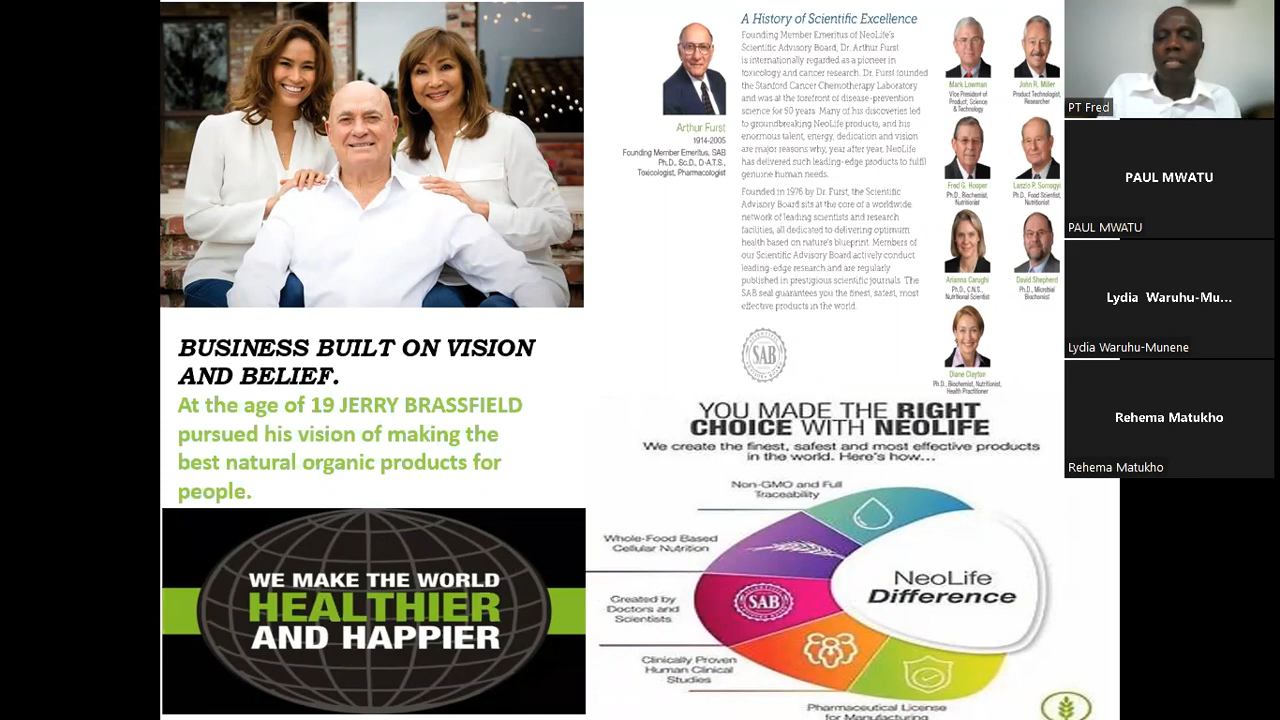 BUSINESS BUILT ON VISION
AND BELIEF.
At the age of 19 JERRY BRASSFIELD
pursued his vision of making the
best natural organic products for
people.
WE MAKE THE WORLD
HEALTHIER
AND HAPPIER
Arthur Furst
1914-2005
Founding Member Emeritus, SAB
Ph.D., Sc.D., D-A.T.S.,
Toxicologist, Pharmacologist
A History of Scientific Excellence
Founding Member Emeritus of NeoLife's
Scientific Advisory Board, Dr. Arthur Furst
is internationally regarded as a pioneer in
toxicology and cancer research. Dr. Furst founded
the Stanford Cancer Chemotherapy Laboratory
and was at the forefront of disease-prevention
science for 50 years. Many of his discoveries led
to groundbreaking NeoLife products, and his
enormous talent, energy, dedication and vision
are major reasons why, year after year, NeoLife
has delivered such leading-edge products to fulfil
genuine human needs.
Founded in 1976 by Dr. Furst, the Scientific
Advisory Board sits at the core of a worldwide
network of leading scientists and research
facilities, all dedicated to delivering optimum
health based on nature's blueprint. Members of
our Scientific Advisory Board actively conduct
leading-edge research and are regularly
published in prestigious scientific journals. The
SAB seal guarantees you the finest, safest, most
effective products in the world.
SAB
Mark Lowman
Vice President of
Product, Science
& Technology
John R. Miller
Product Technologist,
Researcher
Fred G. Hooper
Ph.D., Biochemist,
Nutritionist
Laszlo P. Somogyi
Ph.D., Food Scientist,
Nutritionist
Arianna Carughi
Ph.D., C.N.S.,
Nutritional Scientist
David Shepherd
Ph.D., Microbial
Biochemist
Diane Clayton
Ph.D., Biochemist, Nutritionist,
Health Practitioner
YOU MADE THE RIGHT
CHOICE WITH NEOLIFE
We create the finest, safest and most effective products
in the world. Here's how...
Non-GMO and Full
Traceability
Whole-Food Based
Cellular Nutrition
Created by
Doctors and
Scientists
Clinically Proven
Human Clinical
Studies
Pharmaceutical License
for Manufacturing
SAB
NeoLife
Difference
PT Fred
PAUL MWATU
PAUL MWATU
Lydia Waruhu-Mu...
Lydia Waruhu-Munene
Rehema Matukho
Rehema Matukho